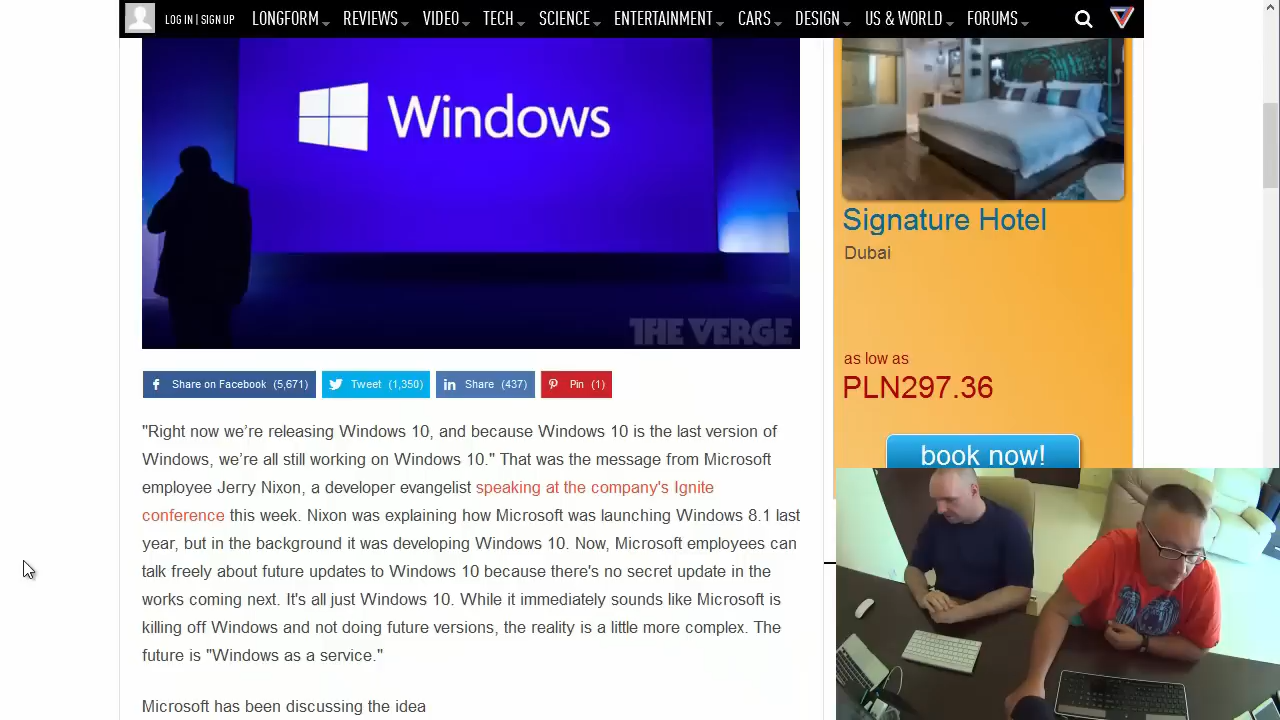 LOG IN | SIGN UP LONGFORM REVIEWS VIDEO TECH SCIENCE ENTERTAINMENT CARS DESIGN US & WORLD FORUMS
Windows
THE VERGE
Share on Facebook (5,671) Tweet (1,350) Share (437) Pin (1)
"Right now we're releasing Windows 10, and because Windows 10 is the last version of
Windows, we're all still working on Windows 10." That was the message from Microsoft
employee Jerry Nixon, a developer evangelist speaking at the company's Ignite
conference this week. Nixon was explaining how Microsoft was launching Windows 8.1 last
year, but in the background it was developing Windows 10. Now, Microsoft employees can
talk freely about future updates to Windows 10 because there's no secret update in the
works coming next. It's all just Windows 10. While it immediately sounds like Microsoft is
killing off Windows and not doing future versions, the reality is a little more complex. The
future is "Windows as a service."
Microsoft has been discussing the idea
Signature Hotel
Dubai
as low as
PLN297.36
book now!